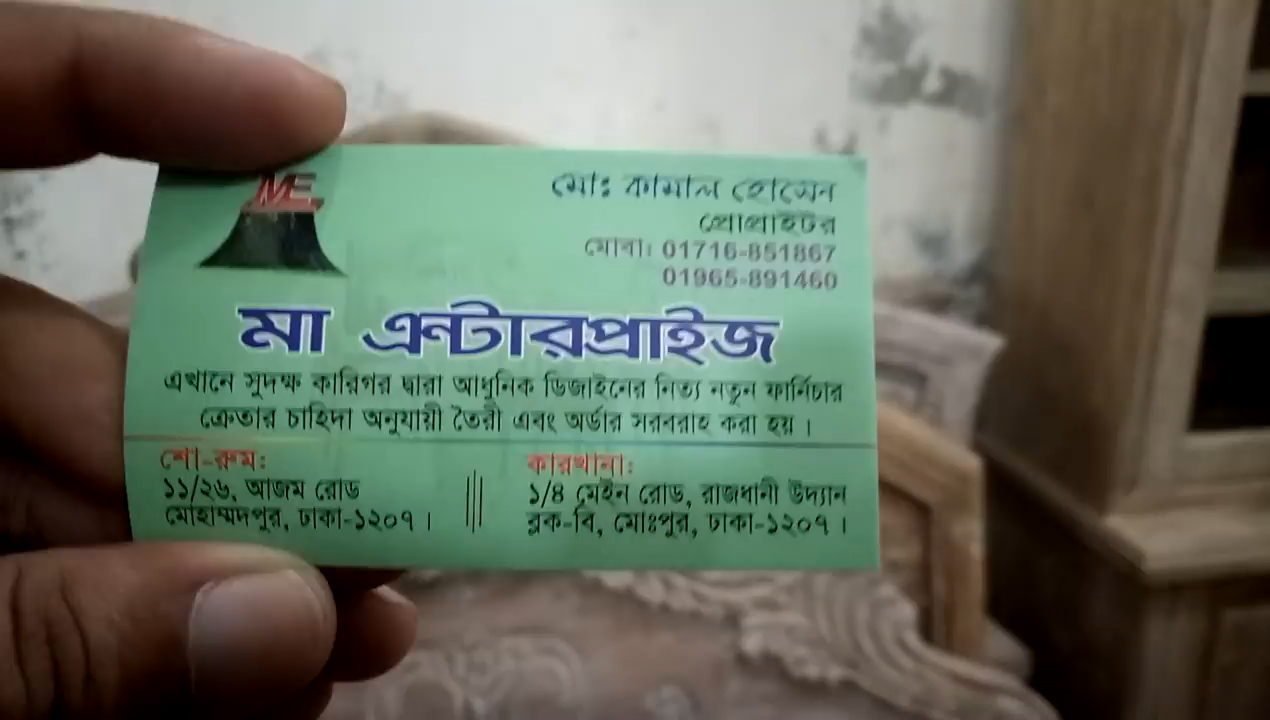 ME
মোঃ কামাল হোসেন
প্রোপ্রাইটর
মোবা: 01716-851867
01965-891460
মা এন্টারপ্রাইজ
এখানে সুদক্ষ কারিগর দ্বারা আধুনিক ডিজাইনের নিত্য নতুন ফার্নিচার
ক্রেতার চাহিদা অনুযায়ী তৈরী এবং অর্ডার সরবরাহ করা হয়।
শো-রুম:
১১/২৬, আজম রোড
মোহাম্মদপুর, ঢাকা-১২০৭।
কারখানা:
১/৪ মেইন রোড, রাজধানী উদ্যান
ব্লক-বি, মোঃপুর, ঢাকা-১২০৭।